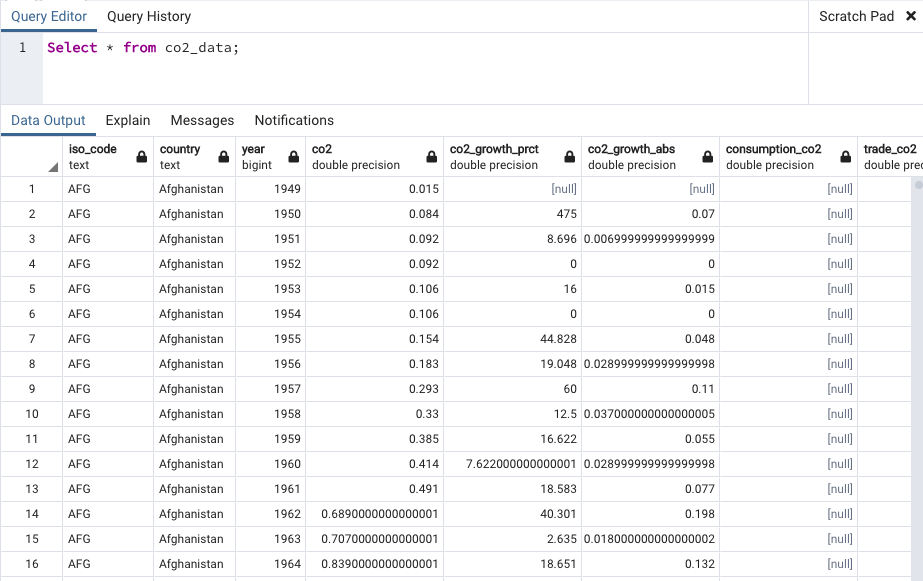 Query Editor Query History Scratch Pad ×
1 Select * from co2_data;
Data Output Explain Messages Notifications
iso_code country year co2 co2_growth_prct co2_growth_abs consumption_co2 trade_co2
text text bigint double precision double precision double precision double precision double prec
1 AFG Afghanistan 1949 0.015 [null] [null] [null]
2 AFG Afghanistan 1950 0.084 475 0.07 [null]
3 AFG Afghanistan 1951 0.092 8.696 0.006999999999999999 [null]
4 AFG Afghanistan 1952 0.092 0 0 [null]
5 AFG Afghanistan 1953 0.106 16 0.015 [null]
6 AFG Afghanistan 1954 0.106 0 0 [null]
7 AFG Afghanistan 1955 0.154 44.828 0.048 [null]
8 AFG Afghanistan 1956 0.183 19.048 0.028999999999999998 [null]
9 AFG Afghanistan 1957 0.293 60 0.11 [null]
10 AFG Afghanistan 1958 0.33 12.5 0.037000000000000005 [null]
11 AFG Afghanistan 1959 0.385 16.622 0.055 [null]
12 AFG Afghanistan 1960 0.414 7.622000000000001 0.028999999999999998 [null]
13 AFG Afghanistan 1961 0.491 18.583 0.077 [null]
14 AFG Afghanistan 1962 0.6890000000000001 40.301 0.198 [null]
15 AFG Afghanistan 1963 0.7070000000000001 2.635 0.018000000000000002 [null]
16 AFG Afghanistan 1964 0.8390000000000001 18.651 0.132 [null]